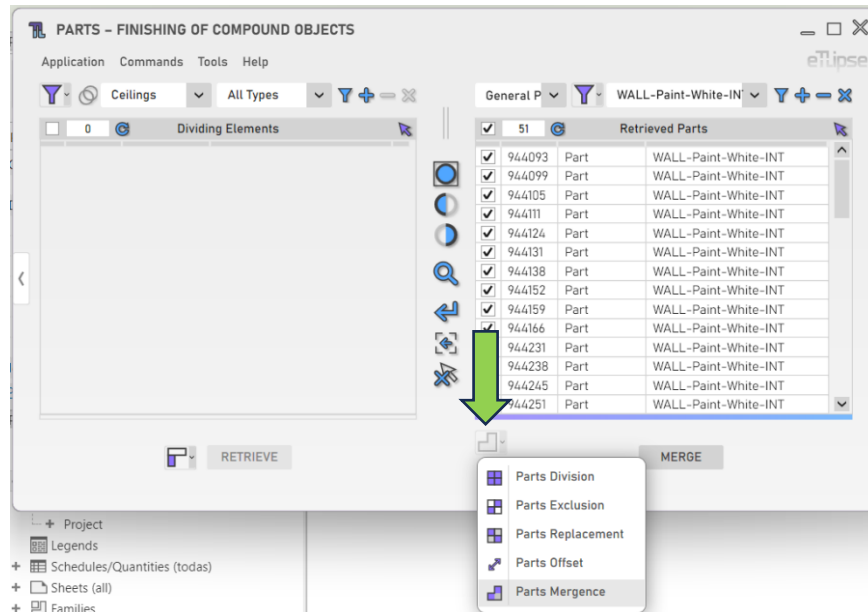 PARTS – FINISHING OF COMPOUND OBJECTS
Application Commands Tools Help
eTLipse
Ceilings All Types
General P WALL-Paint-White-IN
0 Dividing Elements
51 Retrieved Parts
944093 Part WALL-Paint-White-INT
944099 Part WALL-Paint-White-INT
944105 Part WALL-Paint-White-INT
944111 Part WALL-Paint-White-INT
944124 Part WALL-Paint-White-INT
944131 Part WALL-Paint-White-INT
944138 Part WALL-Paint-White-INT
944152 Part WALL-Paint-White-INT
944159 Part WALL-Paint-White-INT
944166 Part WALL-Paint-White-INT
944231 Part WALL-Paint-White-INT
944238 Part WALL-Paint-White-INT
944245 Part WALL-Paint-White-INT
944251 Part WALL-Paint-White-INT
RETRIEVE
MERGE
Parts Division
Parts Exclusion
Parts Replacement
Parts Offset
Parts Mergence
Project
Legends
Schedules/Quantities (todas)
Sheets (all)
Families